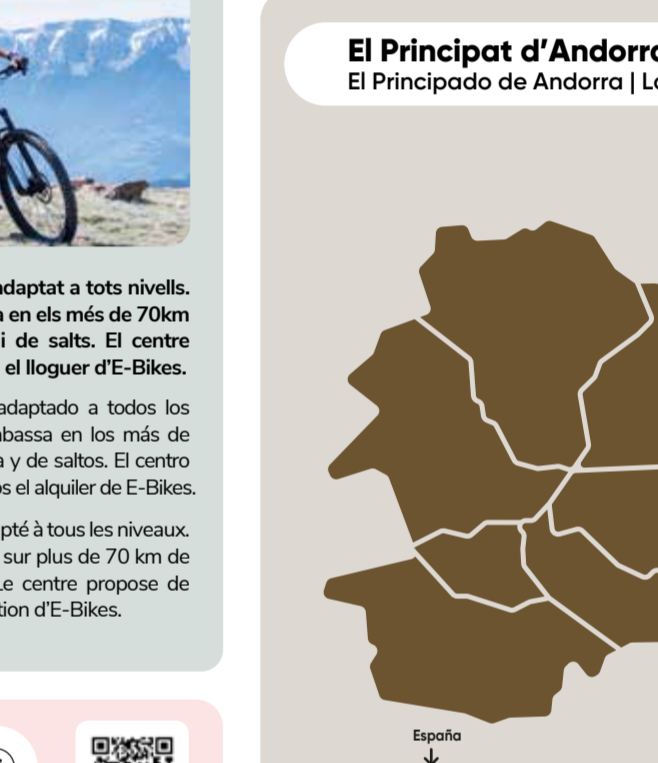 adaptat a tots nivells.
a en els més de 70km
i de salts. El centre
el lloguer d'E-Bikes.
adaptado a todos los
bassa en los más de
a y de saltos. El centro
os el alquiler de E-Bikes.
pté à tous les niveaux.
sur plus de 70 km de
Le centre propose de
tion d'E-Bikes.
El Principat d'Andorra
El Principado de Andorra | La
España